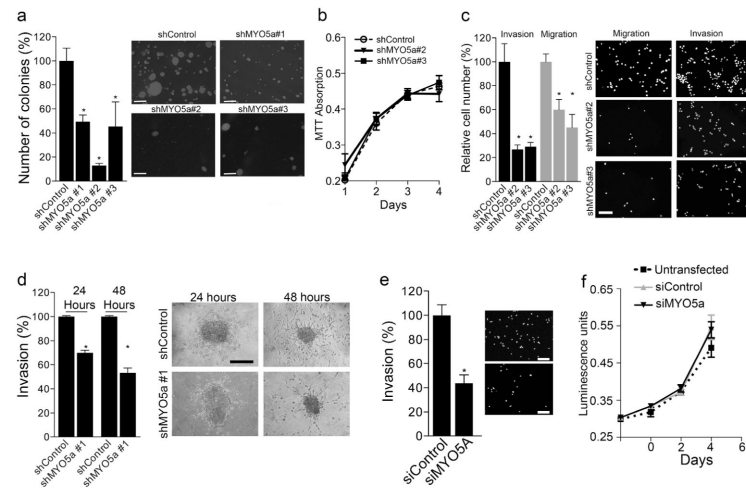 a
Number of colonies (%)
120
100
80
60
40
20
0
shControl
shMYO5a #1
shMYO5a #2
shMYO5a #3
*
*
*
shControl
shMYO5a#1
shMYO5a#2
shMYO5a#3
b
MTT Absorption
0.6
0.4
0.2
1
2
3
4
Days
shControl
shMYO5a#2
shMYO5a#3
c
Relative cell number (%)
120
100
80
60
40
20
0
Invasion
Migration
*
*
*
*
shControl
shMYO5a #2
shMYO5a #3
shControl
shMYO5a #2
shMYO5a #3
Migration
Invasion
shControl
shMYO5a#2
shMYO5a#3
d
Invasion (%)
24
Hours
48
Hours
120
100
80
60
40
20
0
*
*
shControl
shMYO5a #1
shControl
shMYO5a #1
24 hours
48 hours
shControl
shMYO5a #1
e
Invasion (%)
120
100
80
60
40
20
0
*
siControl
siMYO5A
f
Untransfected
siControl
siMYO5a
Luminescence units
0.65
0.55
0.45
0.35
0.25
0
2
4
6
Days